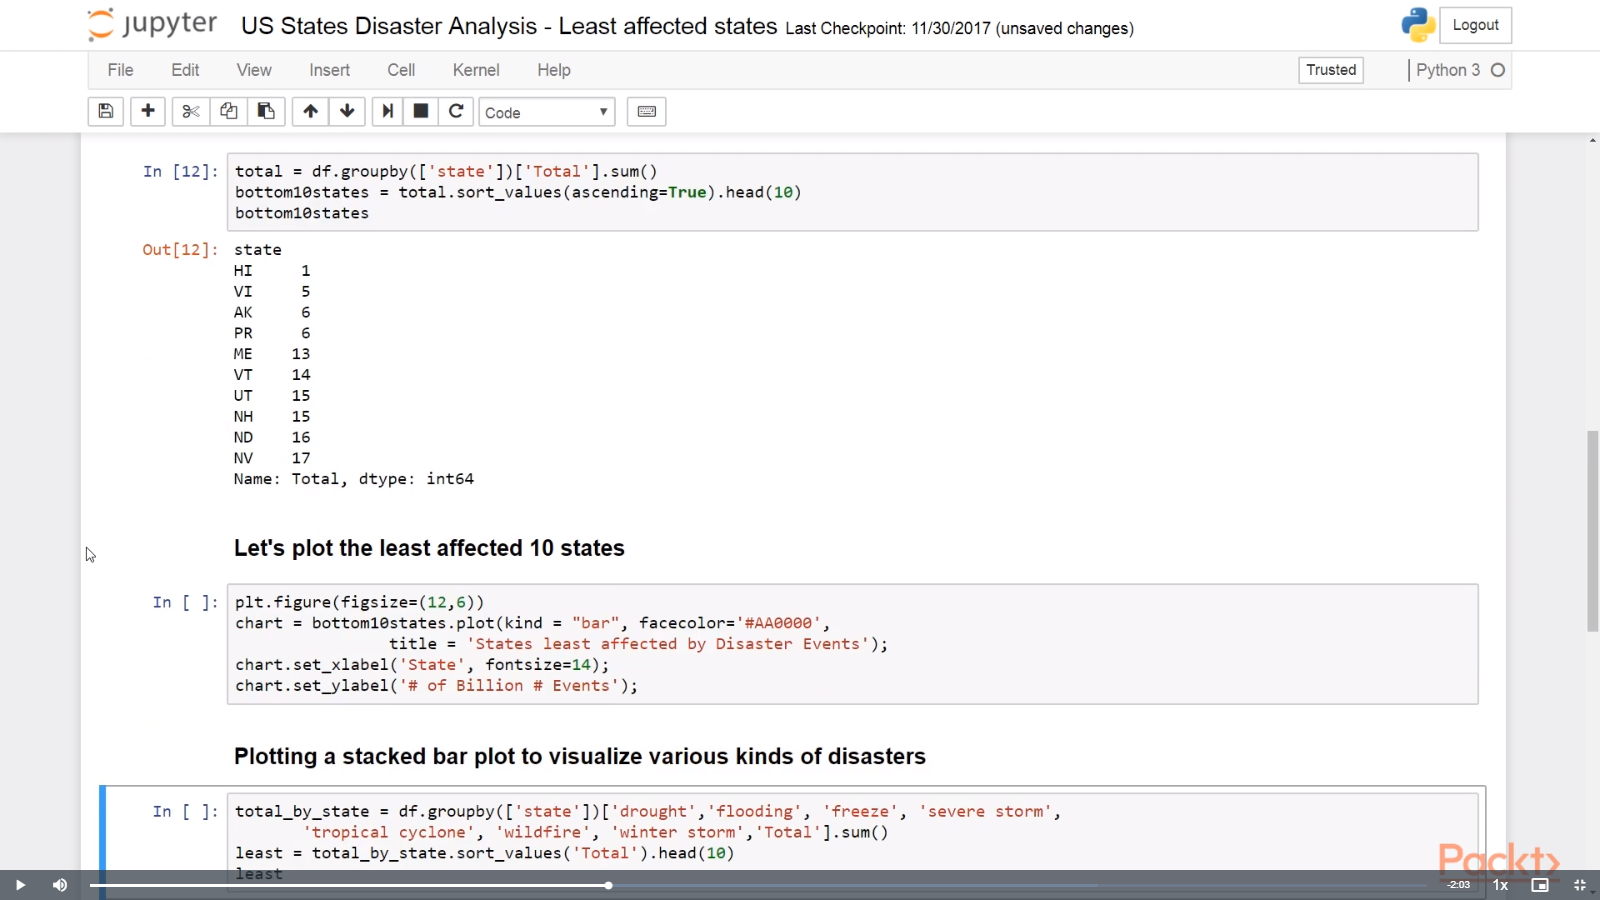 jupyter US States Disaster Analysis - Least affected states Last Checkpoint: 11/30/2017 (unsaved changes) Logout
File Edit View Insert Cell Kernel Help Trusted Python 3
Code
In [12]: total = df.groupby(['state'])['Total'].sum()
bottom10states = total.sort_values(ascending=True).head(10)
bottom10states
Out[12]: state
HI 1
VI 5
AK 6
PR 6
ME 13
VT 14
UT 15
NH 15
ND 16
NV 17
Name: Total, dtype: int64
Let's plot the least affected 10 states
In [ ]: plt.figure(figsize=(12,6))
chart = bottom10states.plot(kind = "bar", facecolor='#AA0000',
title = 'States least affected by Disaster Events');
chart.set_xlabel('State', fontsize=14);
chart.set_ylabel('# of Billion # Events');
Plotting a stacked bar plot to visualize various kinds of disasters
In [ ]: total_by_state = df.groupby(['state'])['drought','flooding', 'freeze', 'severe storm',
'tropical cyclone', 'wildfire', 'winter storm','Total'].sum()
least = total_by_state.sort_values('Total').head(10)
least
Packt>
-2:03 1x